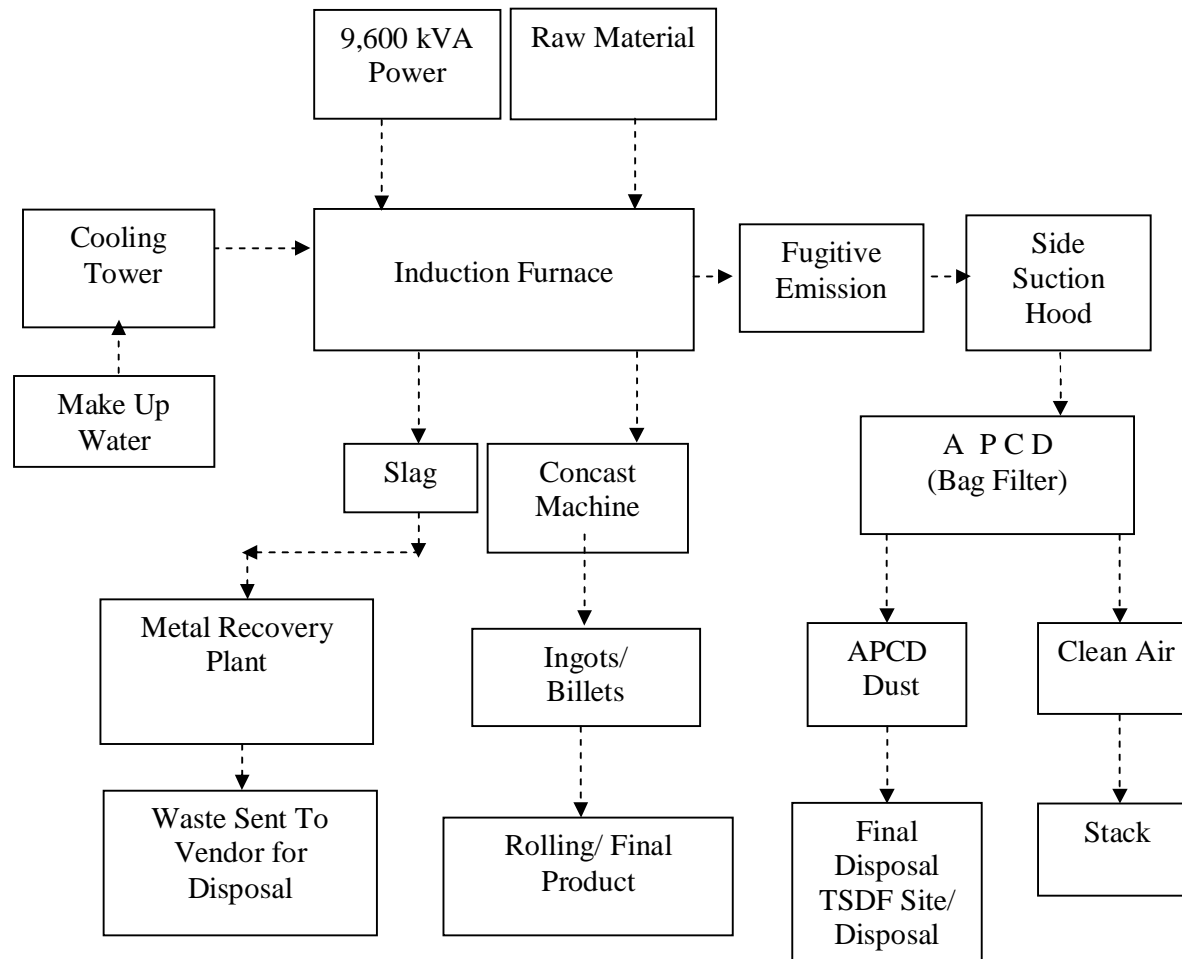 9,600 kVA
Power
Raw Material
Cooling
Tower
Induction Furnace
Fugitive
Emission
Side
Suction
Hood
Make Up
Water
Slag
Concast
Machine
A P C D
(Bag Filter)
Metal Recovery
Plant
Ingots/
Billets
APCD
Dust
Clean Air
Waste Sent To
Vendor for
Disposal
Rolling/ Final
Product
Final
Disposal
TSDF Site/
Disposal
Stack